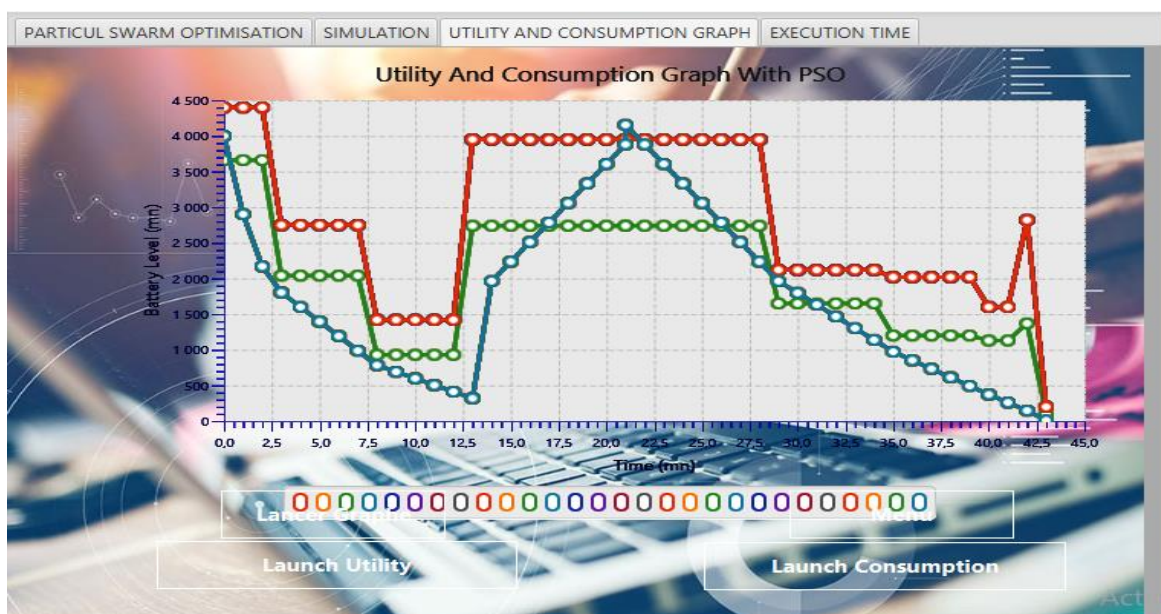 PARTICUL SWARM OPTIMISATION SIMULATION UTILITY AND CONSUMPTION GRAPH EXECUTION TIME
Utility And Consumption Graph With PSO
Battery Level (mn)
4 500
4 000
3 500
3 000
2 500
2 000
1 500
1 000
500
0
0,0 2,5 5,0 7,5 10,0 12,5 15,0 17,5 20,0 22,5 25,0 27,5 30,0 32,5 35,0 37,5 40,0 42,5 45,0
Time (mn)
Lancer Graphe Menu
Launch Utility Launch Consumption
Act